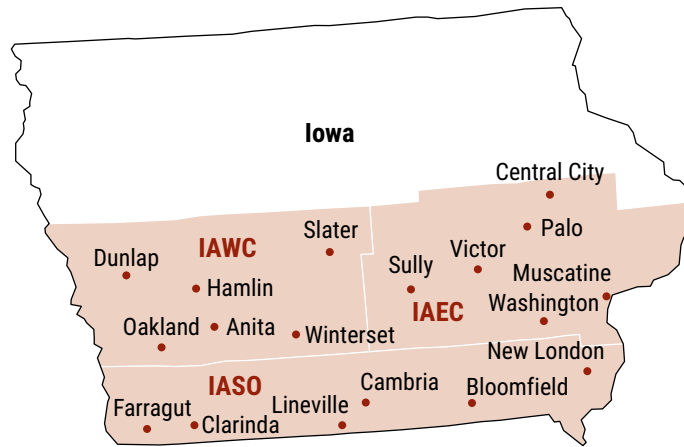 Iowa
Central City
Palo
Slater
IAWC
Victor
Dunlap
Sully
Muscatine
Hamlin
Washington
IAEC
Oakland
Anita
Winterset
New London
IASO
Cambria
Bloomfield
Farragut
Clarinda
Lineville